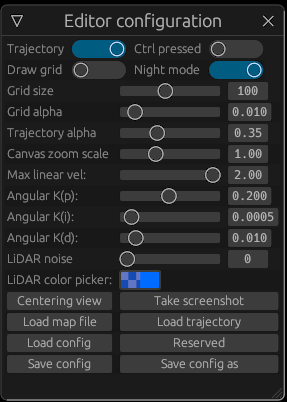 Editor configuration
Trajectory Ctrl pressed
Draw grid Night mode
Grid size 100
Grid alpha 0.010
Trajectory alpha 0.35
Canvas zoom scale 1.00
Max linear vel: 2.00
Angular K(p): 0.200
Angular K(i): 0.0005
Angular K(d): 0.010
LiDAR noise 0
LiDAR color picker:
Centering view Take screenshot
Load map file Load trajectory
Load config Reserved
Save config Save config as